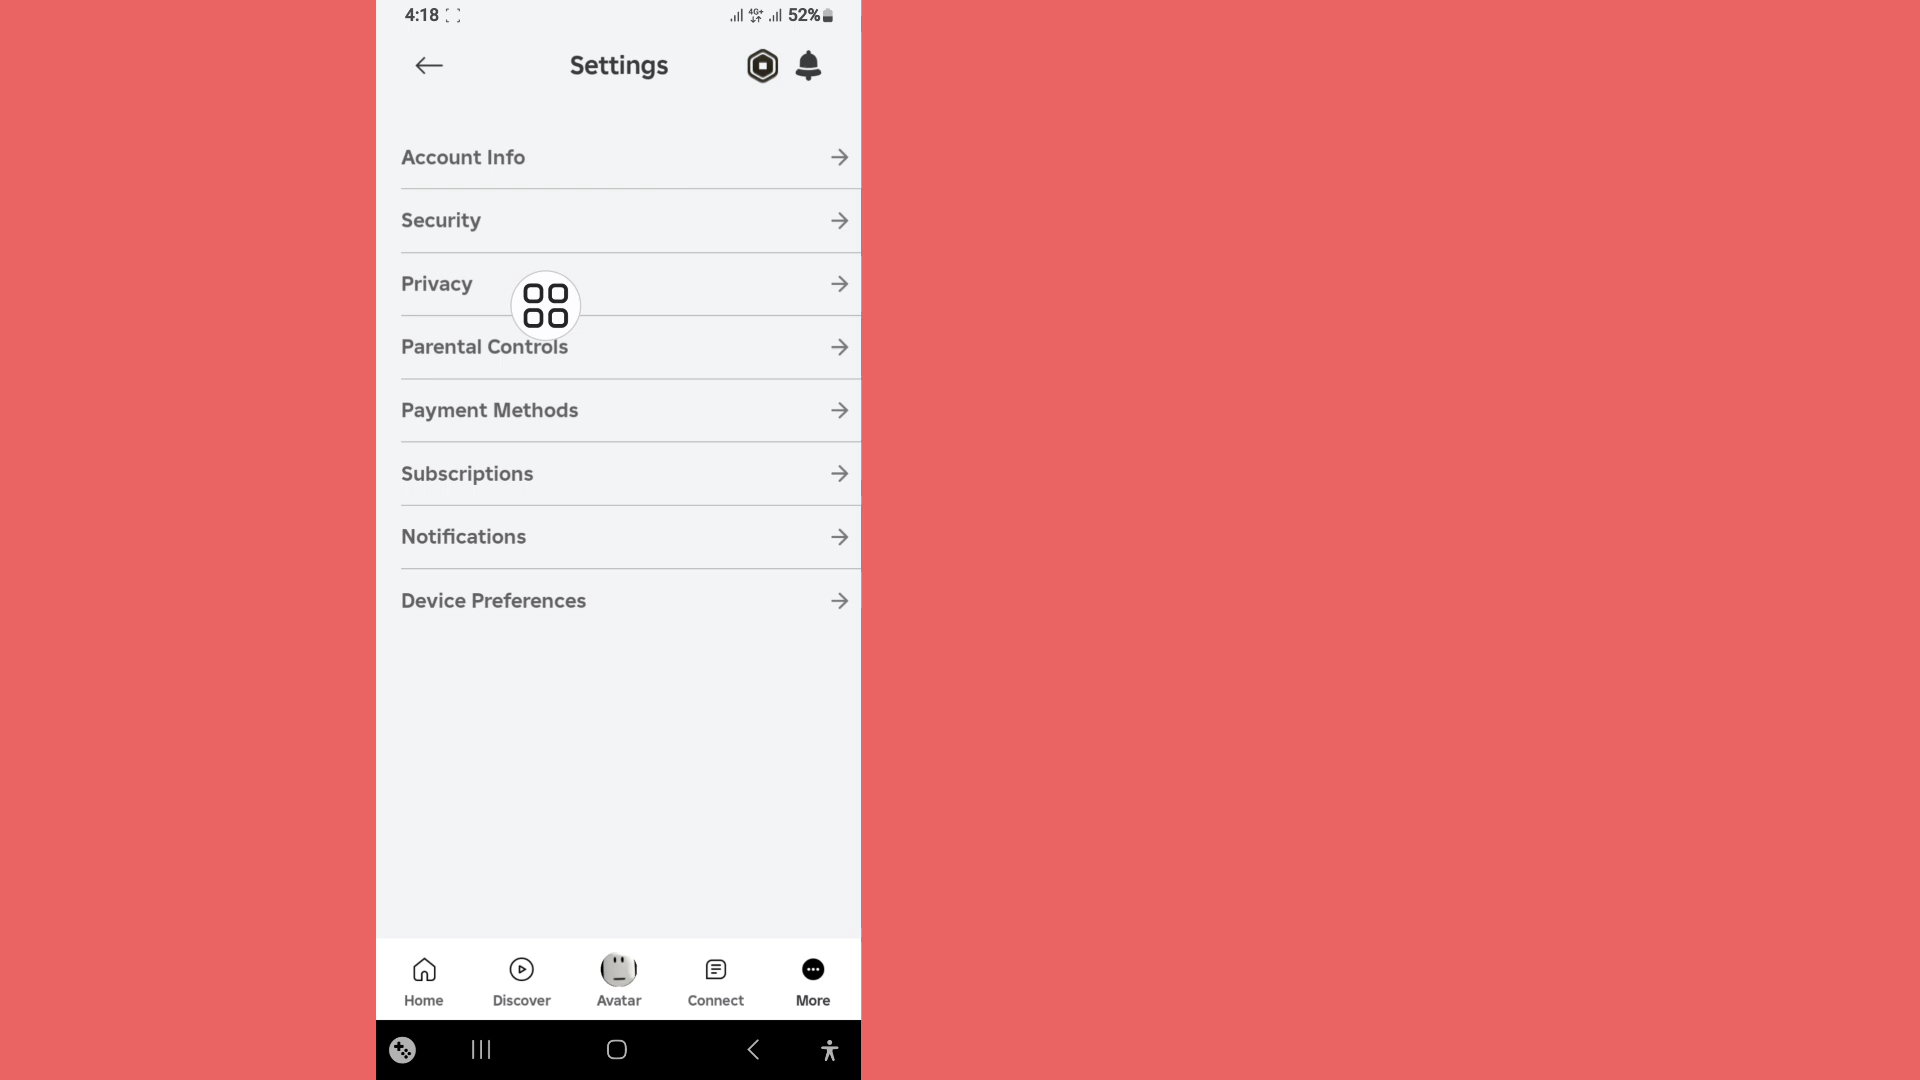 4:18
4G+
52%
Settings
Account Info
Security
Privacy
Parental Controls
Payment Methods
Subscriptions
Notifications
Device Preferences
Home
Discover
Avatar
Connect
More